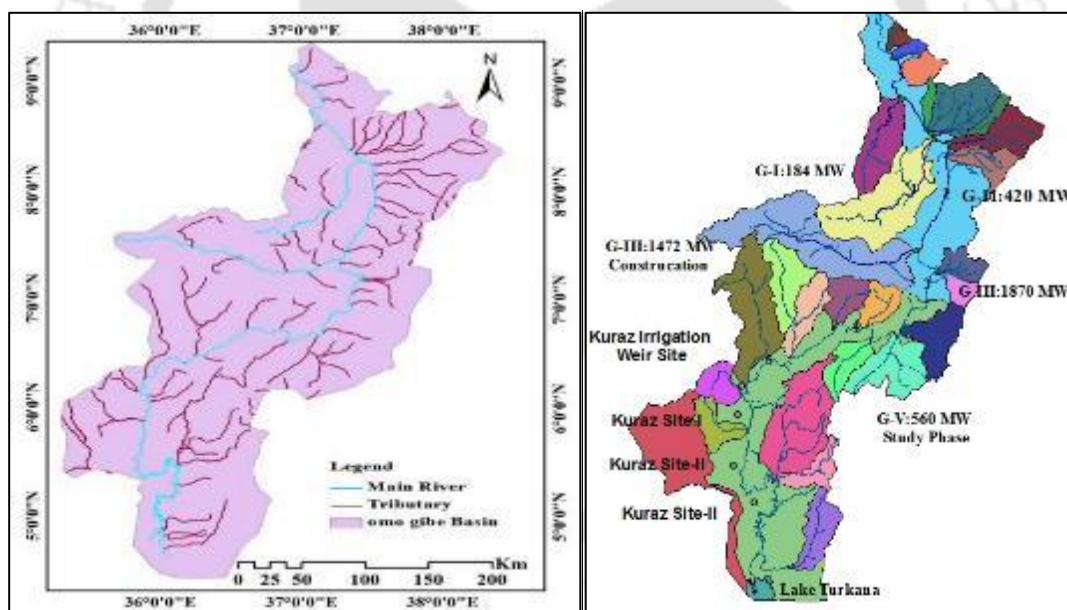 36°0'0"E 37°0'0"E 38°0'0"E
N
9°0'0"N
8°0'0"N
7°0'0"N
6°0'0"N
5°0'0"N
9°0'0"N
8°0'0"N
7°0'0"N
6°0'0"N
5°0'0"N
Legend
Main River
Tributary
omo gibe Basin
Km
0 25 50 100 150 200
36°0'0"E 37°0'0"E 38°0'0"E
G-I:184 MW
G-II:420 MW
G-III:1472 MW
Construcation
G-III:1870 MW
Kuraz Irrigation
Weir Site
G-V:560 MW
Study Phase
Kuraz Site-I
Kuraz Site-II
Kuraz Site-II
Lake Turkana